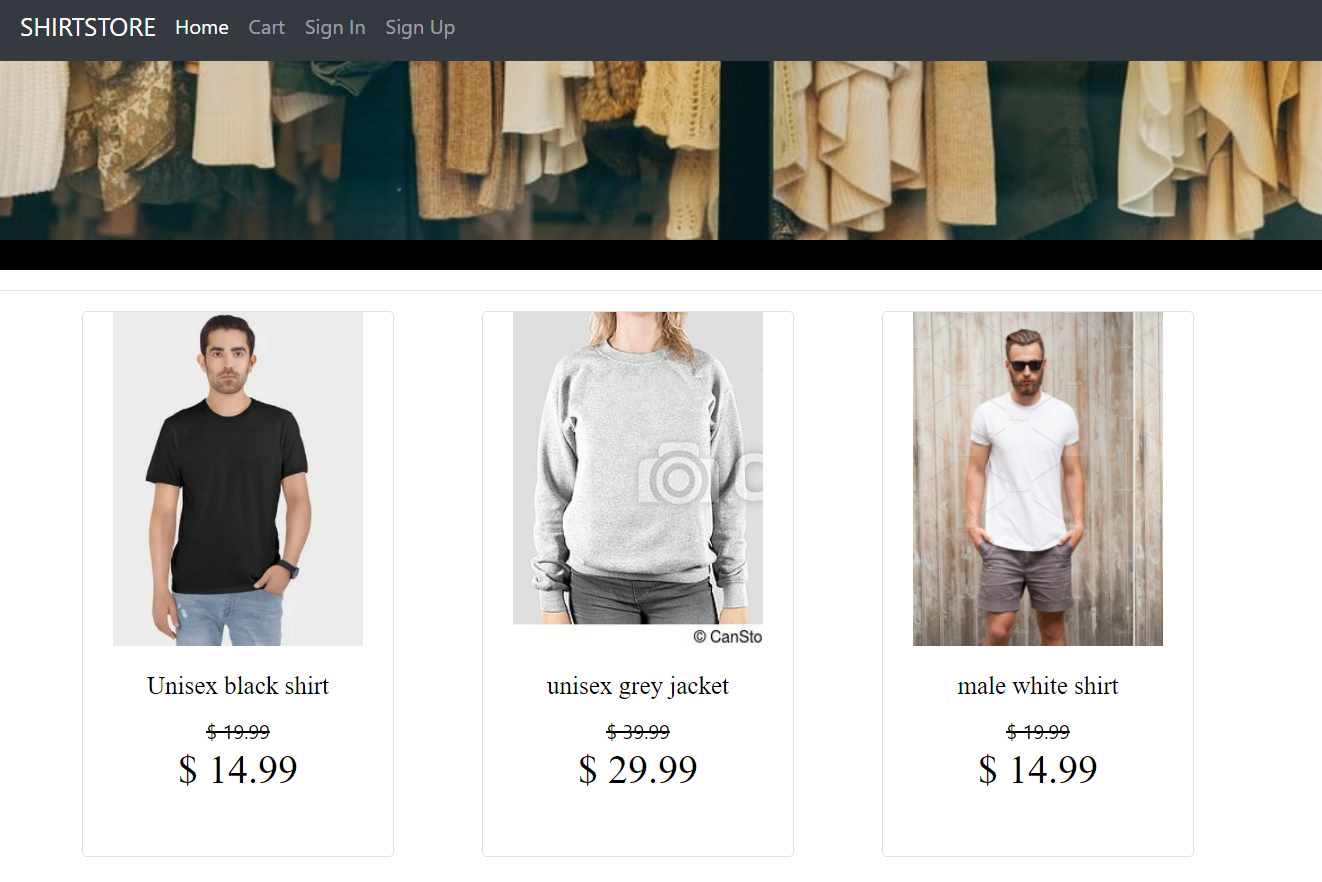 SHIRTSTORE Home Cart Sign In Sign Up
© CanSto
Unisex black shirt
$ 19.99
$ 14.99
unisex grey jacket
$ 39.99
$ 29.99
male white shirt
$ 19.99
$ 14.99